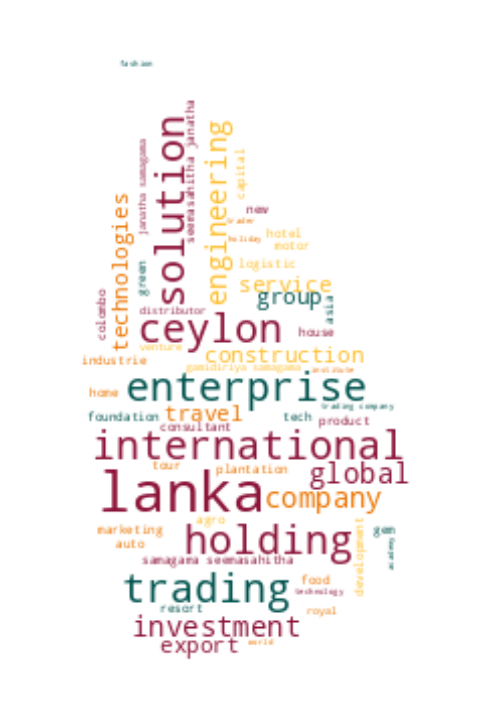 fashion
solution
seemasahitha janatha
engineering
janatha samagama
capital
technologies
new
trader
hotel
holiday
motor
green
logistic
service
colombo
group
asia
distributor
ceylon
house
venture
construction
industrie
gamidiriya samagama
institute
enterprise
home
trading company
foundation
travel
tech
product
consultant
international
tour
plantation
global
lanka
company
agro
marketing
holding
development
gem
auto
academy
samagama seemasahitha
trading
food
technology
resort
royal
investment
export
world